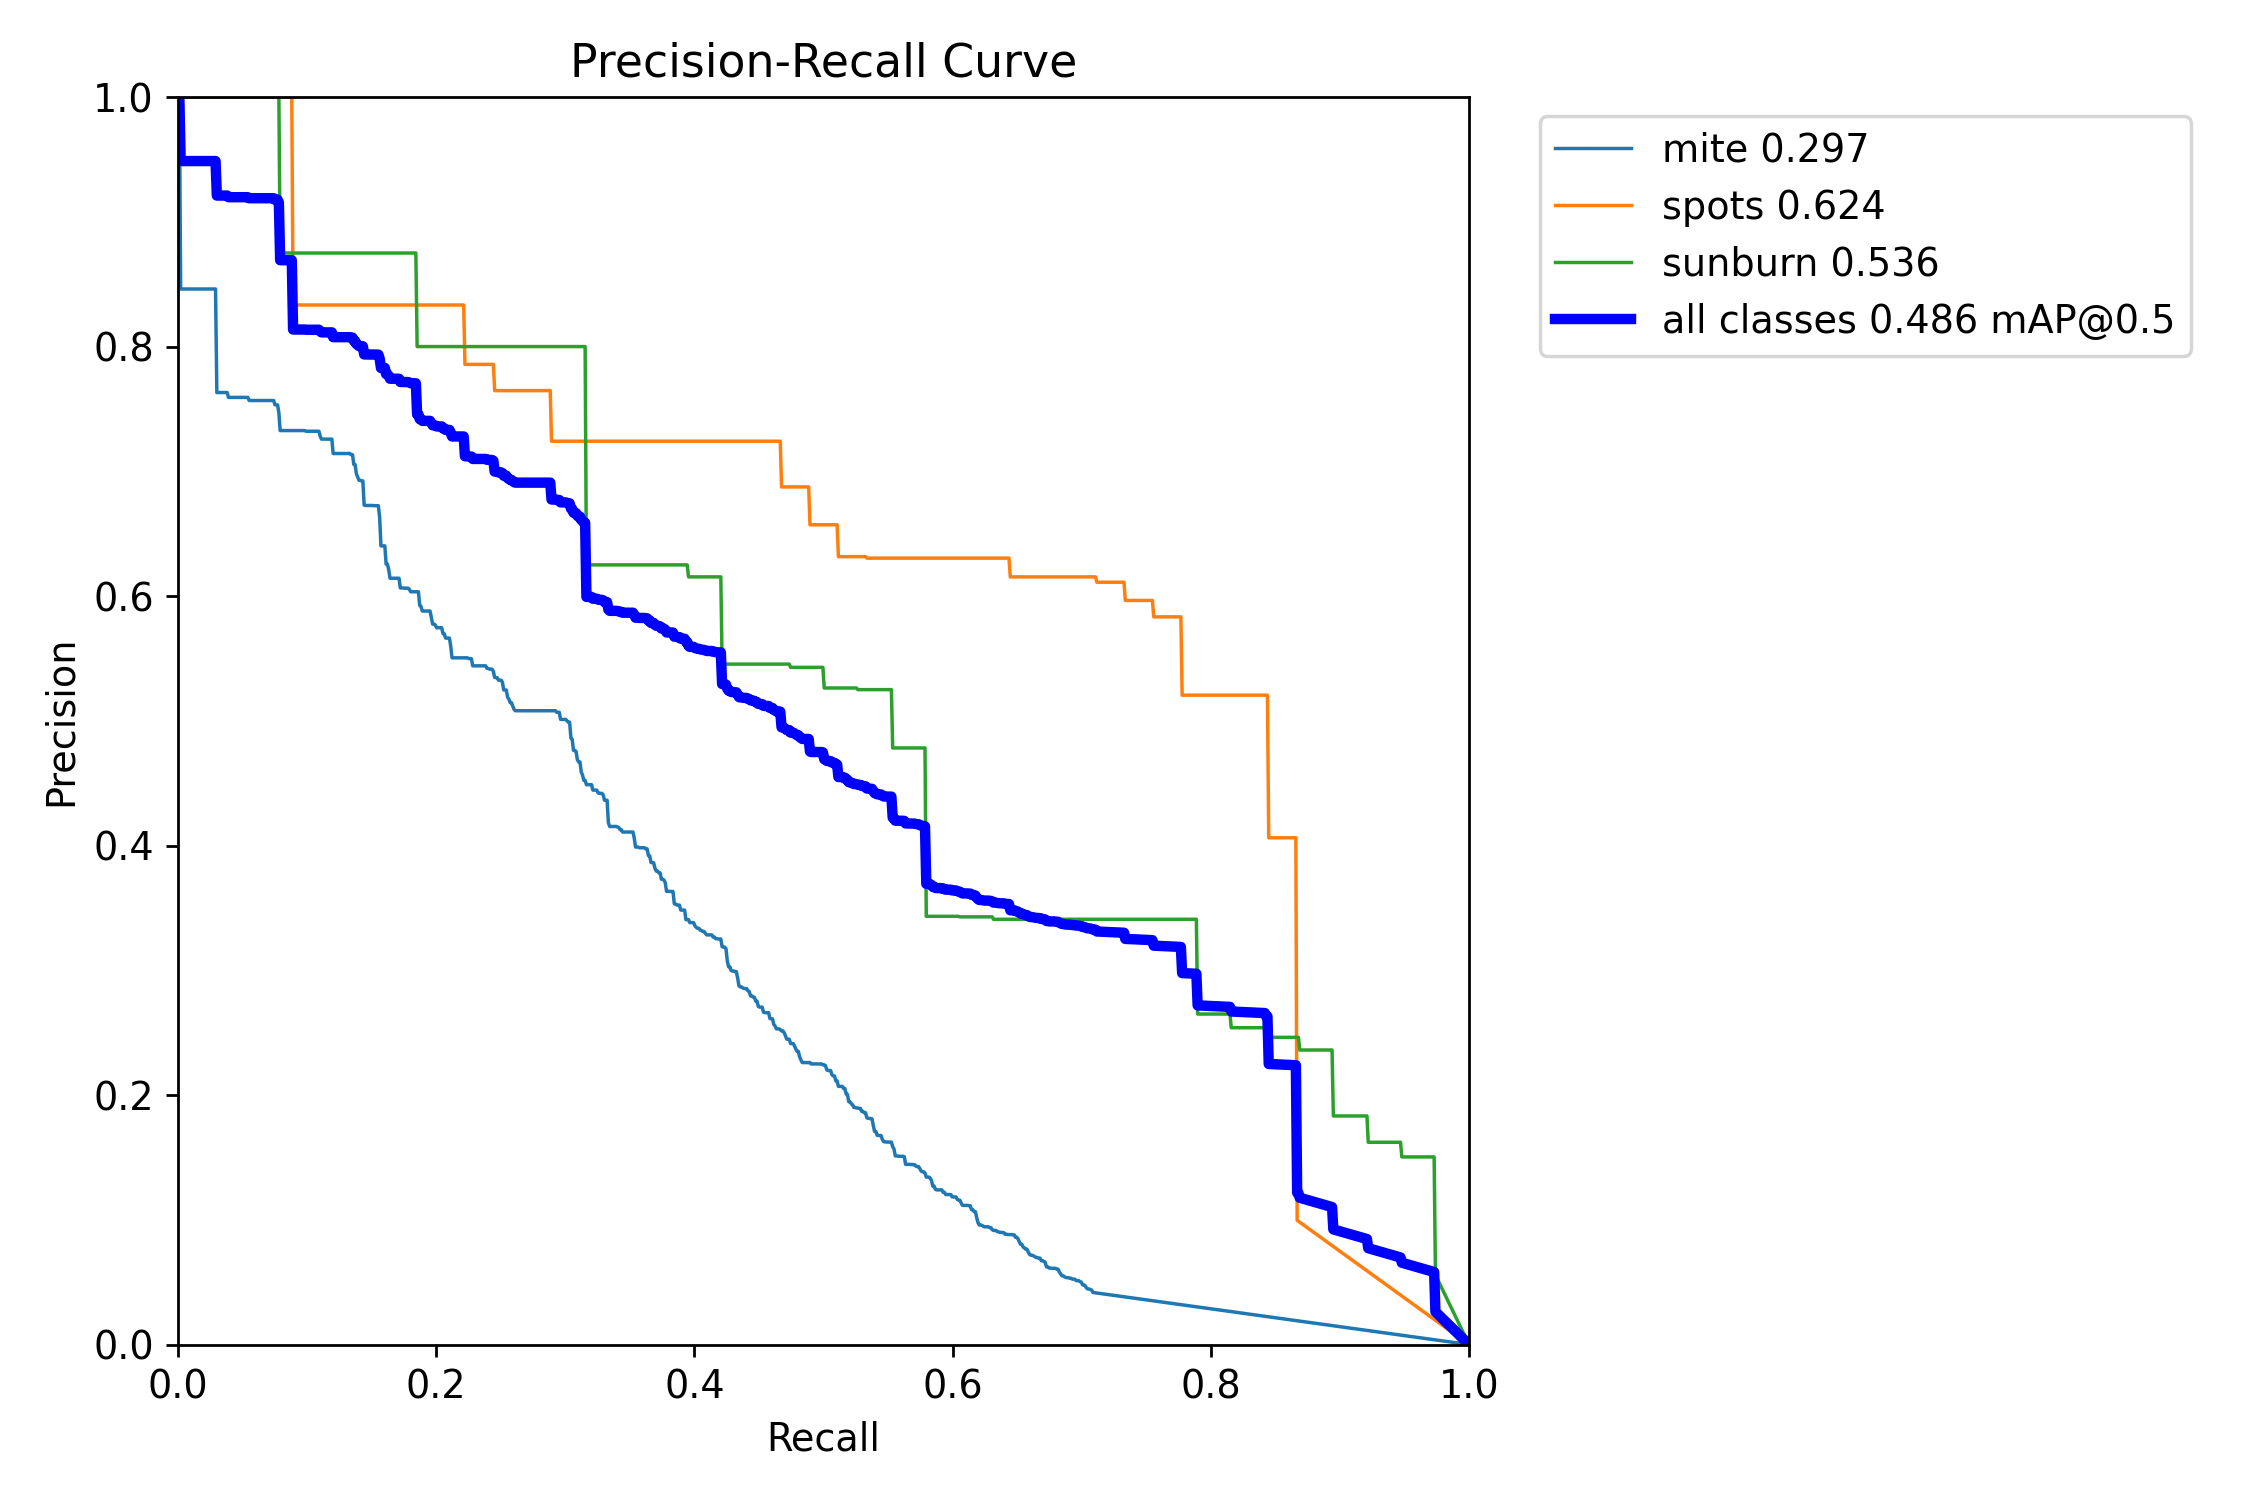 Precision-Recall Curve
1.0
0.8
0.6
0.4
0.2
0.0
Precision
0.0 0.2 0.4 0.6 0.8 1.0
Recall
mite 0.297
spots 0.624
sunburn 0.536
all classes 0.486 mAP@0.5